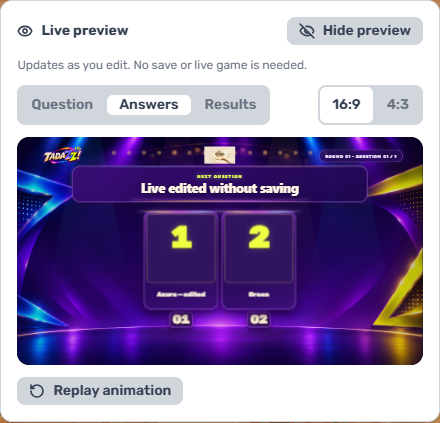 Live preview
Hide preview
Updates as you edit. No save or live game is needed.
Question Answers Results
16:9 4:3
TADAZZ!
ROUND 01 • QUESTION 01 / 1
NEXT QUESTION
Live edited without saving
1 2
Azure—edited Green
01 02
Replay animation